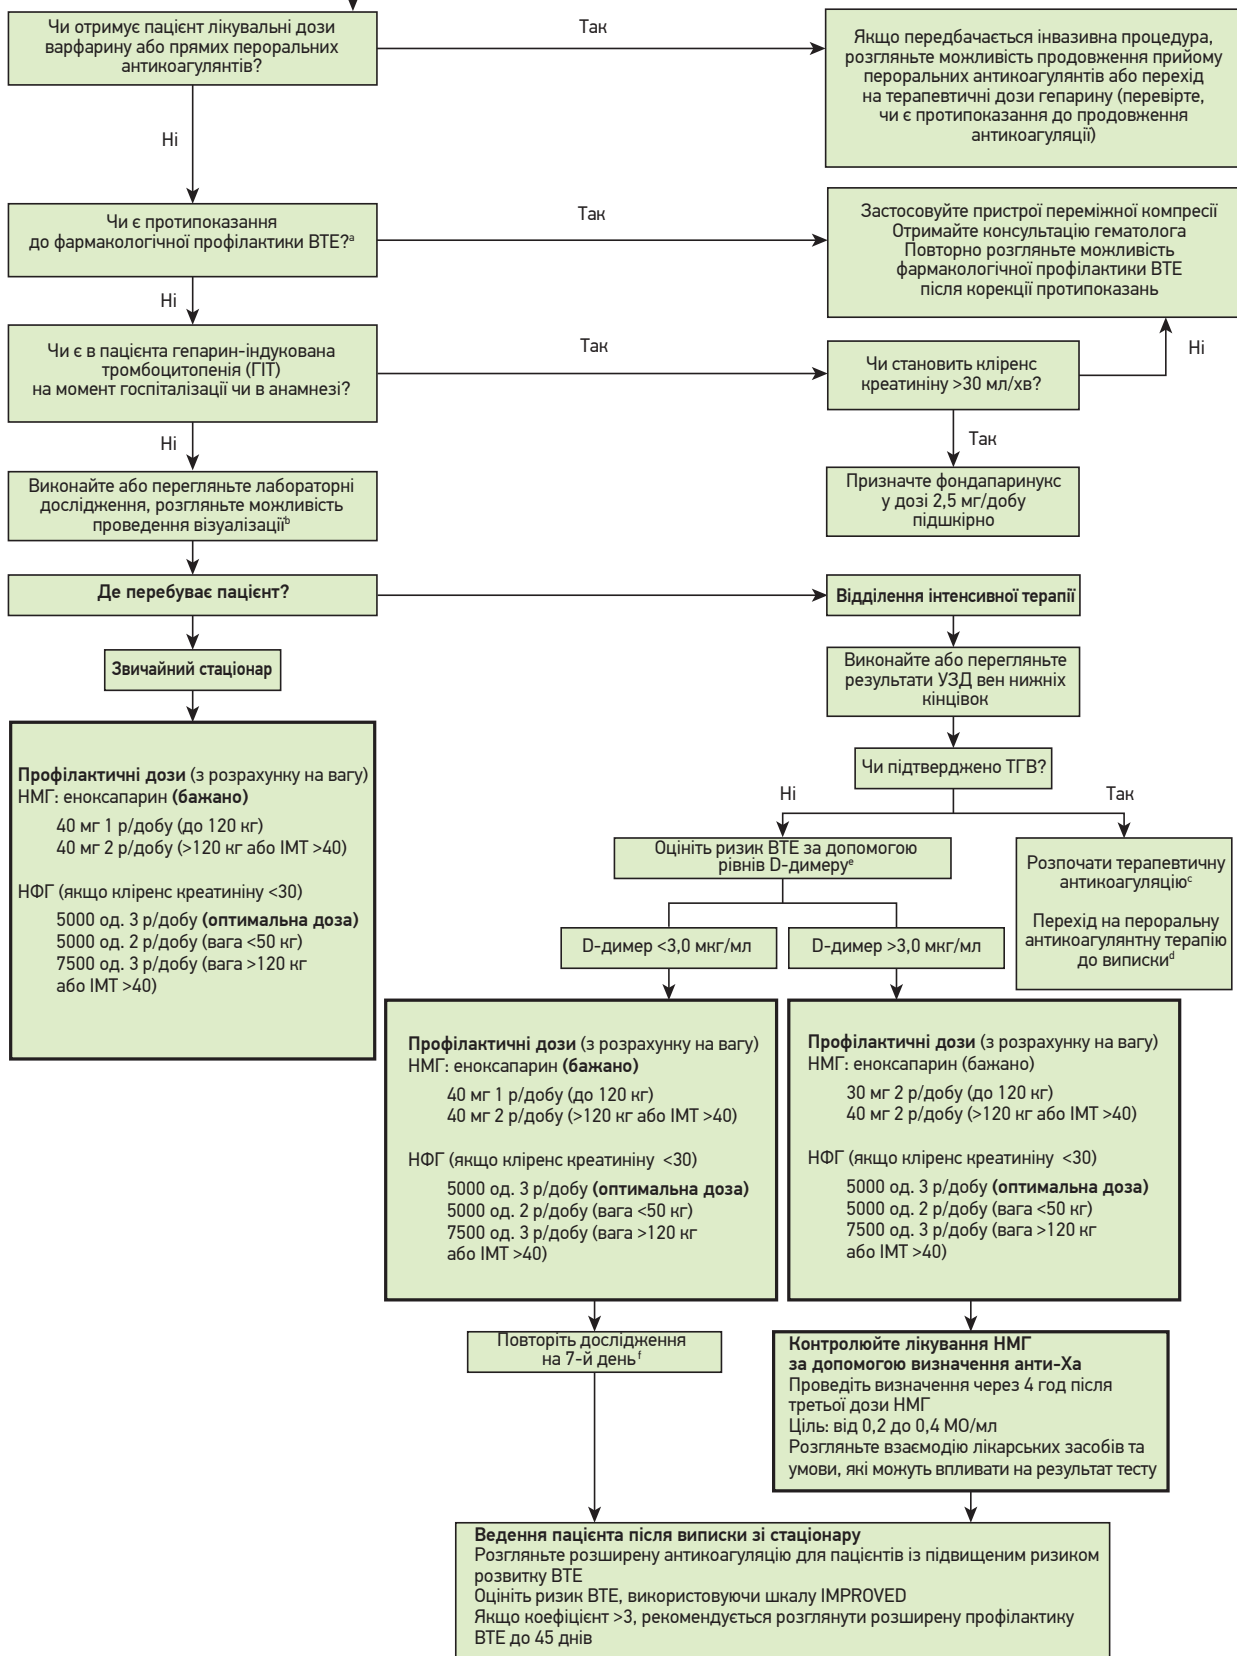 Чи отримує пацієнт лікувальні дози
варфарину або прямих пероральних
антикоагулянтів?
Так
Якщо передбачається інвазивна процедура,
розгляньте можливість продовження прийому
пероральних антикоагулянтів або перехід
на терапевтичні дози гепарину (перевірте,
чи є протипоказання до продовження
антикоагуляції)
Ні
Чи є протипоказання
до фармакологічної профілактики ВТЕ?ᵃ
Так
Застосовуйте пристрої переміжної компресії
Отримайте консультацію гематолога
Повторно розгляньте можливість
фармакологічної профілактики ВТЕ
після корекції протипоказань
Ні
Чи є в пацієнта гепарин-індукована
тромбоцитопенія (ГІТ)
на момент госпіталізації чи в анамнезі?
Так
Чи становить кліренс
креатиніну >30 мл/хв?
Ні
Ні
Так
Виконайте або перегляньте лабораторні
дослідження, розгляньте можливість
проведення візуалізаціїᵇ
Призначте фондапаринукс
у дозі 2,5 мг/добу
підшкірно
Де перебуває пацієнт?
Відділення інтенсивної терапії
Звичайний стаціонар
Виконайте або перегляньте
результати УЗД вен нижніх
кінцівок
Чи підтверджено ТГВ?
Ні
Так
Профілактичні дози (з розрахунку на вагу)
НМГ: еноксапарин (бажано)
40 мг 1 р/добу (до 120 кг)
40 мг 2 р/добу (>120 кг або ІМТ >40)
НФГ (якщо кліренс креатиніну <30)
5000 од. 3 р/добу (оптимальна доза)
5000 од. 2 р/добу (вага <50 кг)
7500 од. 3 р/добу (вага >120 кг
або ІМТ >40)
Оцініть ризик ВТЕ за допомогою
рівнів D-димеруᵉ
Розпочати терапевтичну
антикоагуляціюᶜ
Перехід на пероральну
антикоагулянтну терапію
до випискиᵈ
D-димер <3,0 мкг/мл
D-димер >3,0 мкг/мл
Профілактичні дози (з розрахунку на вагу)
НМГ: еноксапарин (бажано)
40 мг 1 р/добу (до 120 кг)
40 мг 2 р/добу (>120 кг або ІМТ >40)
НФГ (якщо кліренс креатиніну <30)
5000 од. 3 р/добу (оптимальна доза)
5000 од. 2 р/добу (вага <50 кг)
7500 од. 3 р/добу (вага >120 кг
або ІМТ >40)
Профілактичні дози (з розрахунку на вагу)
НМГ: еноксапарин (бажано)
30 мг 2 р/добу (до 120 кг)
40 мг 2 р/добу (>120 кг або ІМТ >40)
НФГ (якщо кліренс креатиніну <30)
5000 од. 3 р/добу (оптимальна доза)
5000 од. 2 р/добу (вага <50 кг)
7500 од. 3 р/добу (вага >120 кг
або ІМТ >40)
Повторіть дослідження
на 7-й деньᶠ
Контролюйте лікування НМГ
за допомогою визначення анти-Ха
Проведіть визначення через 4 год після
третьої дози НМГ
Ціль: від 0,2 до 0,4 МО/мл
Розгляньте взаємодію лікарських засобів та
умови, які можуть впливати на результат тесту
Ведення пацієнта після виписки зі стаціонару
Розгляньте розширену антикоагуляцію для пацієнтів із підвищеним ризиком
розвитку ВТЕ
Оцініть ризик ВТЕ, використовуючи шкалу IMPROVED
Якщо коефіцієнт >3, рекомендується розглянути розширену профілактику
ВТЕ до 45 днів